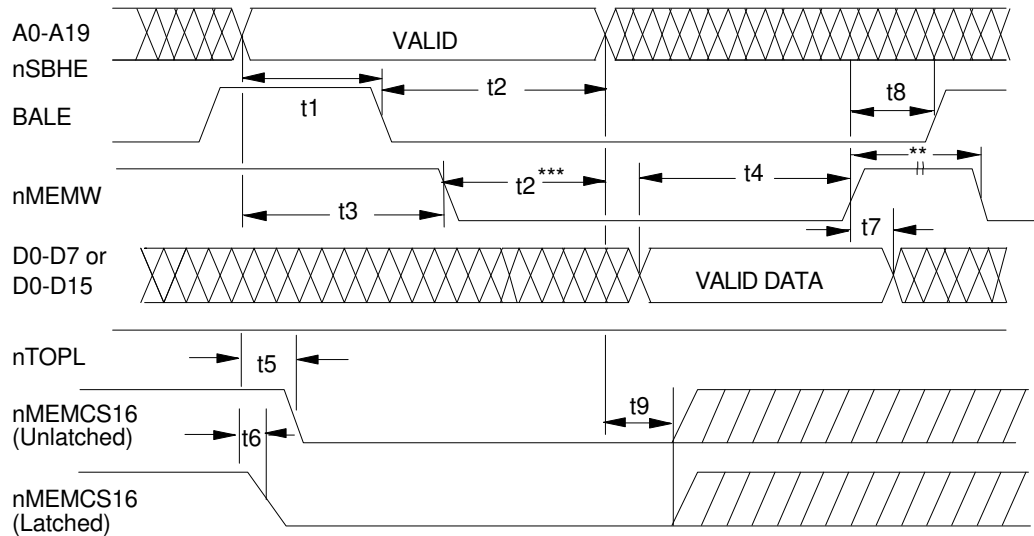 A0-A19
VALID
nSBHE
t1
t2
t8
BALE
**
t2***
t4
nMEMW
t3
t7
D0-D7 or
D0-D15
VALID DATA
nTOPL
t5
nMEMCS16
(Unlatched)
t9
t6
nMEMCS16
(Latched)